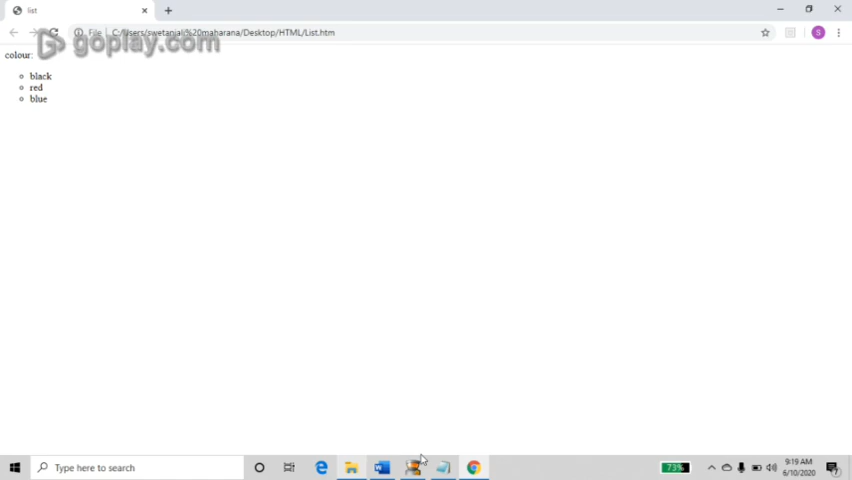 list
File | C:/Users/swetanjali%20maharana/Desktop/HTML/List.htm
S
goplay.com
colour:
black
red
blue
Type here to search
73%
9:19 AM
6/10/2020